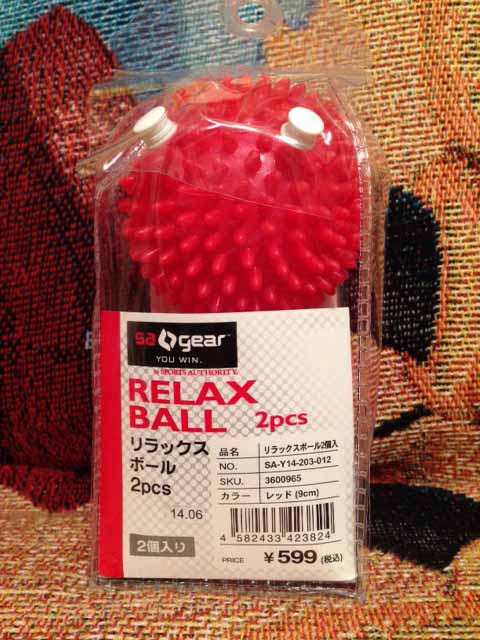 sa gear
YOU WIN.
by SPORTS AUTHORITY.
RELAX
BALL 2pcs
リラックス
ボール
2pcs
14.06
2個入り
品名 リラックスボール2個入
NO. SA-Y14-203-012
SKU. 3600965
カラー レッド (9cm)
4 582433 423824
PRICE ¥599 (税込)